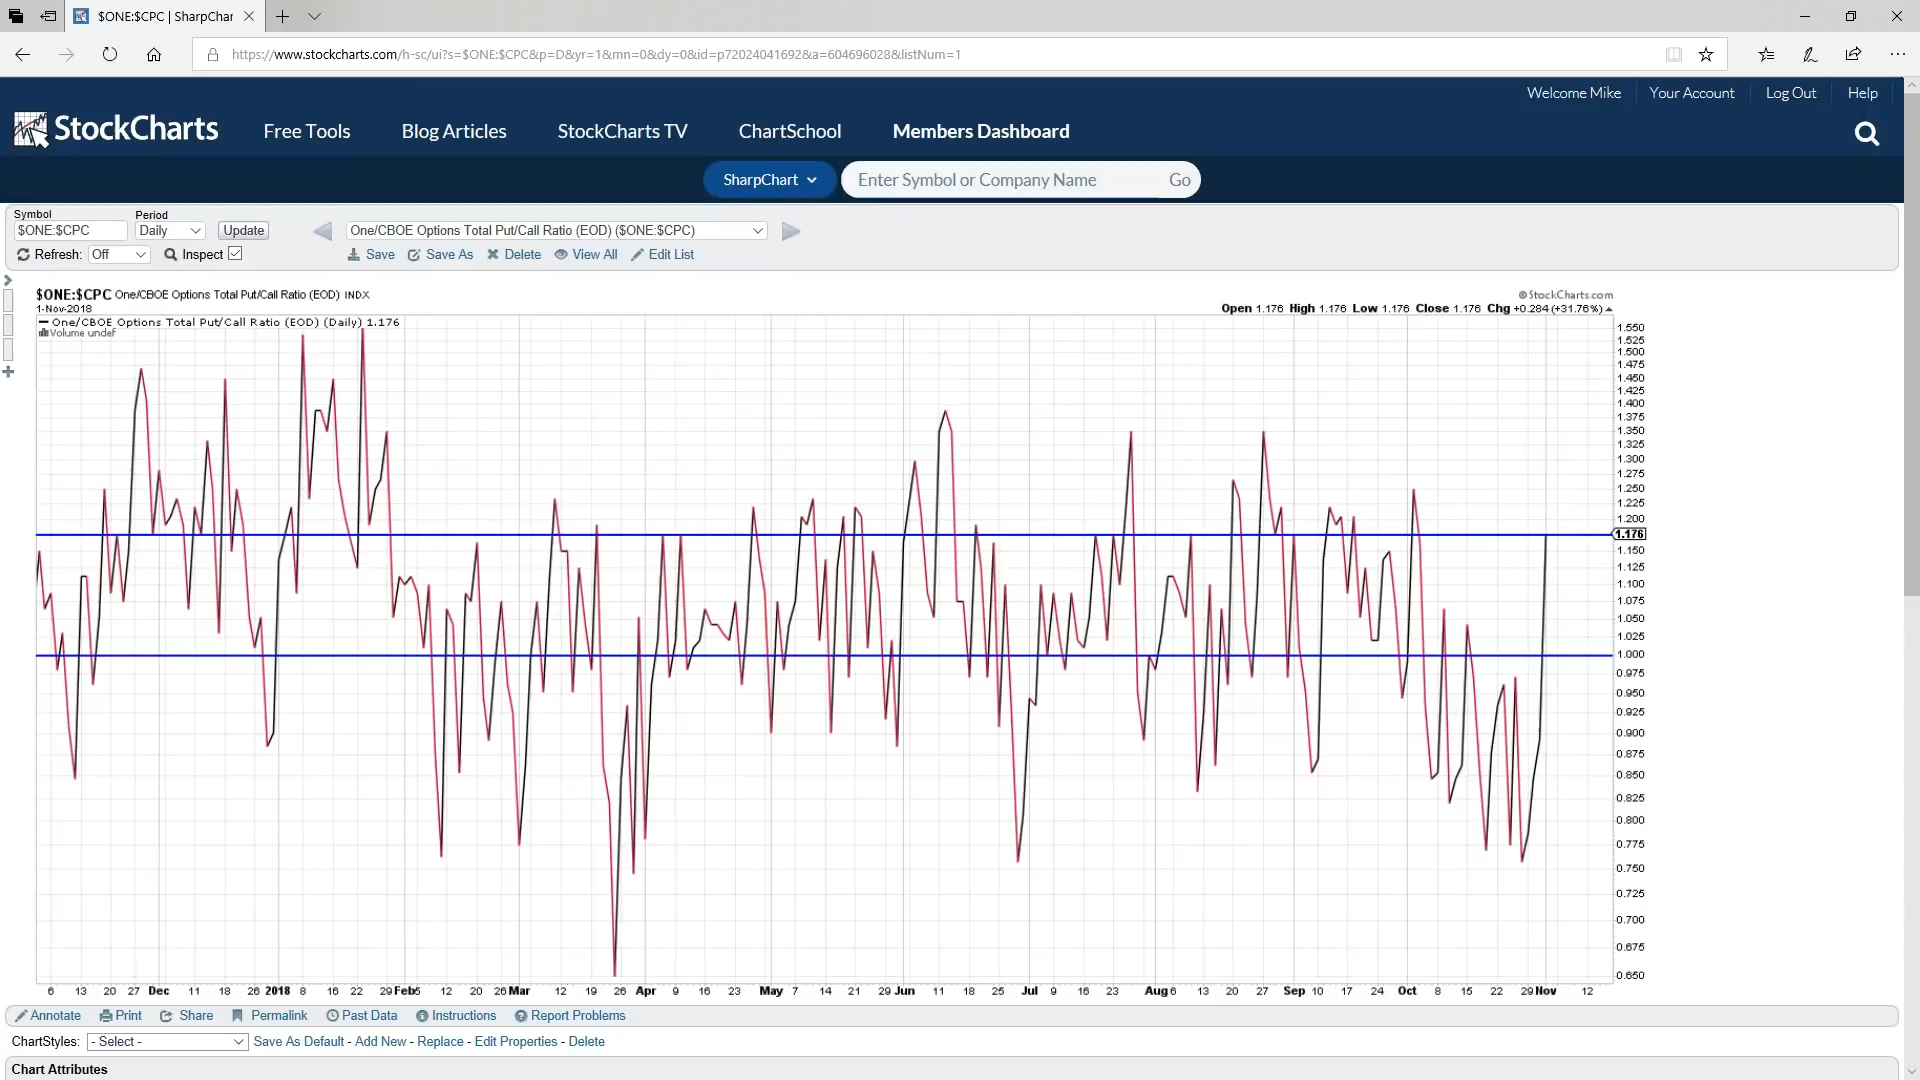 $ONE:$CPC | SharpChar
https://www.stockcharts.com/h-sc/ui?s=$ONE:$CPC&p=D&yr=1&mn=0&dy=0&id=p72024041692&a=604696028&listNum=1
Welcome Mike Your Account Log Out Help
StockCharts Free Tools Blog Articles StockCharts TV ChartSchool Members Dashboard
SharpChart Enter Symbol or Company Name Go
Symbol Period
$ONE:$CPC Daily Update One/CBOE Options Total Put/Call Ratio (EOD) ($ONE:$CPC)
Refresh: Off Inspect Save Save As Delete View All Edit List
$ONE:$CPC One/CBOE Options Total Put/Call Ratio (EOD) INDX ©StockCharts.com
1-Nov-2018 Open 1.176 High 1.176 Low 1.176 Close 1.176 Chg +0.284 (+31.76%)
One/CBOE Options Total Put/Call Ratio (EOD) (Daily) 1.176
Volume undef
1.550
1.525
1.500
1.475
1.450
1.425
1.400
1.375
1.350
1.325
1.300
1.275
1.250
1.225
1.200
1.176
1.150
1.125
1.100
1.075
1.050
1.025
1.000
0.975
0.950
0.925
0.900
0.875
0.850
0.825
0.800
0.775
0.750
0.725
0.700
0.675
0.650
6 13 20 27 Dec 11 18 26 2018 8 16 22 29 Feb 5 12 20 26 Mar 12 19 26 Apr 9 16 23 May 7 14 21 29 Jun 11 18 25 Jul 9 16 23 Aug 6 13 20 27 Sep 10 17 24 Oct 8 15 22 29 Nov 12
Annotate Print Share Permalink Past Data Instructions Report Problems
ChartStyles: - Select - Save As Default - Add New - Replace - Edit Properties - Delete
Chart Attributes